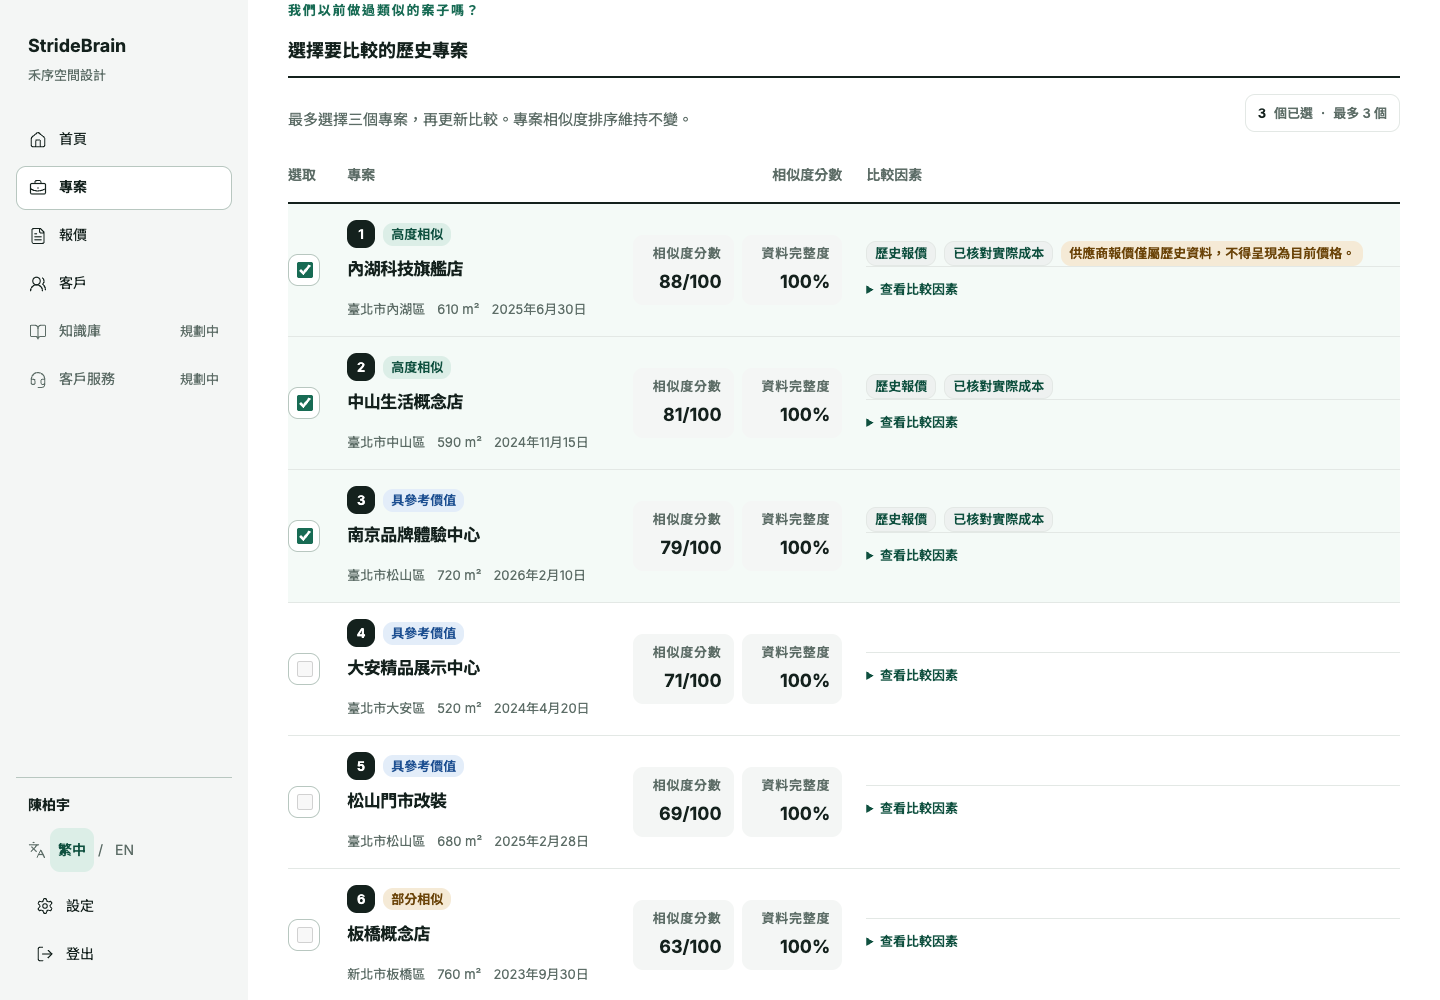 StrideBrain
禾序空間設計
首頁
專案
報價
客戶
知識庫 規劃中
客戶服務 規劃中
陳柏宇
繁中 / EN
設定
登出
我們以前做過類似的案子嗎？
選擇要比較的歷史專案
最多選擇三個專案，再更新比較。專案相似度排序維持不變。
3 個已選 · 最多 3 個
選取 專案 相似度分數 比較因素
1 高度相似
內湖科技旗艦店
臺北市內湖區 610 m² 2025年6月30日
相似度分數 資料完整度
88/100 100%
歷史報價 已核對實際成本 供應商報價僅屬歷史資料，不得呈現為目前價格。
▶ 查看比較因素
2 高度相似
中山生活概念店
臺北市中山區 590 m² 2024年11月15日
相似度分數 資料完整度
81/100 100%
歷史報價 已核對實際成本
▶ 查看比較因素
3 具參考價值
南京品牌體驗中心
臺北市松山區 720 m² 2026年2月10日
相似度分數 資料完整度
79/100 100%
歷史報價 已核對實際成本
▶ 查看比較因素
4 具參考價值
大安精品展示中心
臺北市大安區 520 m² 2024年4月20日
相似度分數 資料完整度
71/100 100%
▶ 查看比較因素
5 具參考價值
松山門市改裝
臺北市松山區 680 m² 2025年2月28日
相似度分數 資料完整度
69/100 100%
▶ 查看比較因素
6 部分相似
板橋概念店
新北市板橋區 760 m² 2023年9月30日
相似度分數 資料完整度
63/100 100%
▶ 查看比較因素